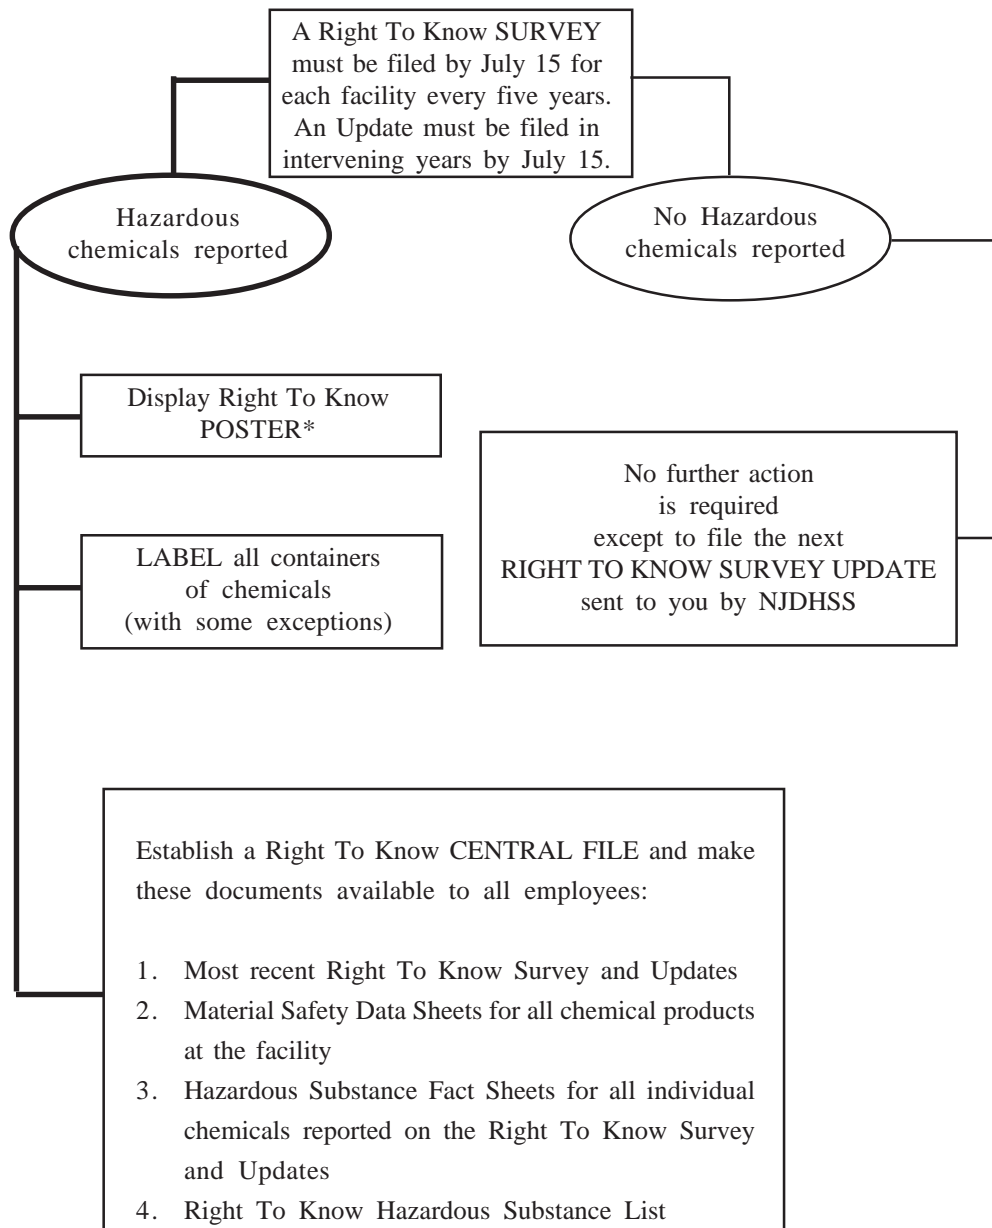 A Right To Know SURVEY
must be filed by July 15 for
each facility every five years.
An Update must be filed in
intervening years by July 15.
Hazardous
chemicals reported
No Hazardous
chemicals reported
Display Right To Know
POSTER*
LABEL all containers
of chemicals
(with some exceptions)
No further action
is required
except to file the next
RIGHT TO KNOW SURVEY UPDATE
sent to you by NJDHSS
Establish a Right To Know CENTRAL FILE and make
these documents available to all employees:
1. Most recent Right To Know Survey and Updates
2. Material Safety Data Sheets for all chemical products
at the facility
3. Hazardous Substance Fact Sheets for all individual
chemicals reported on the Right To Know Survey
and Updates
4. Right To Know Hazardous Substance List